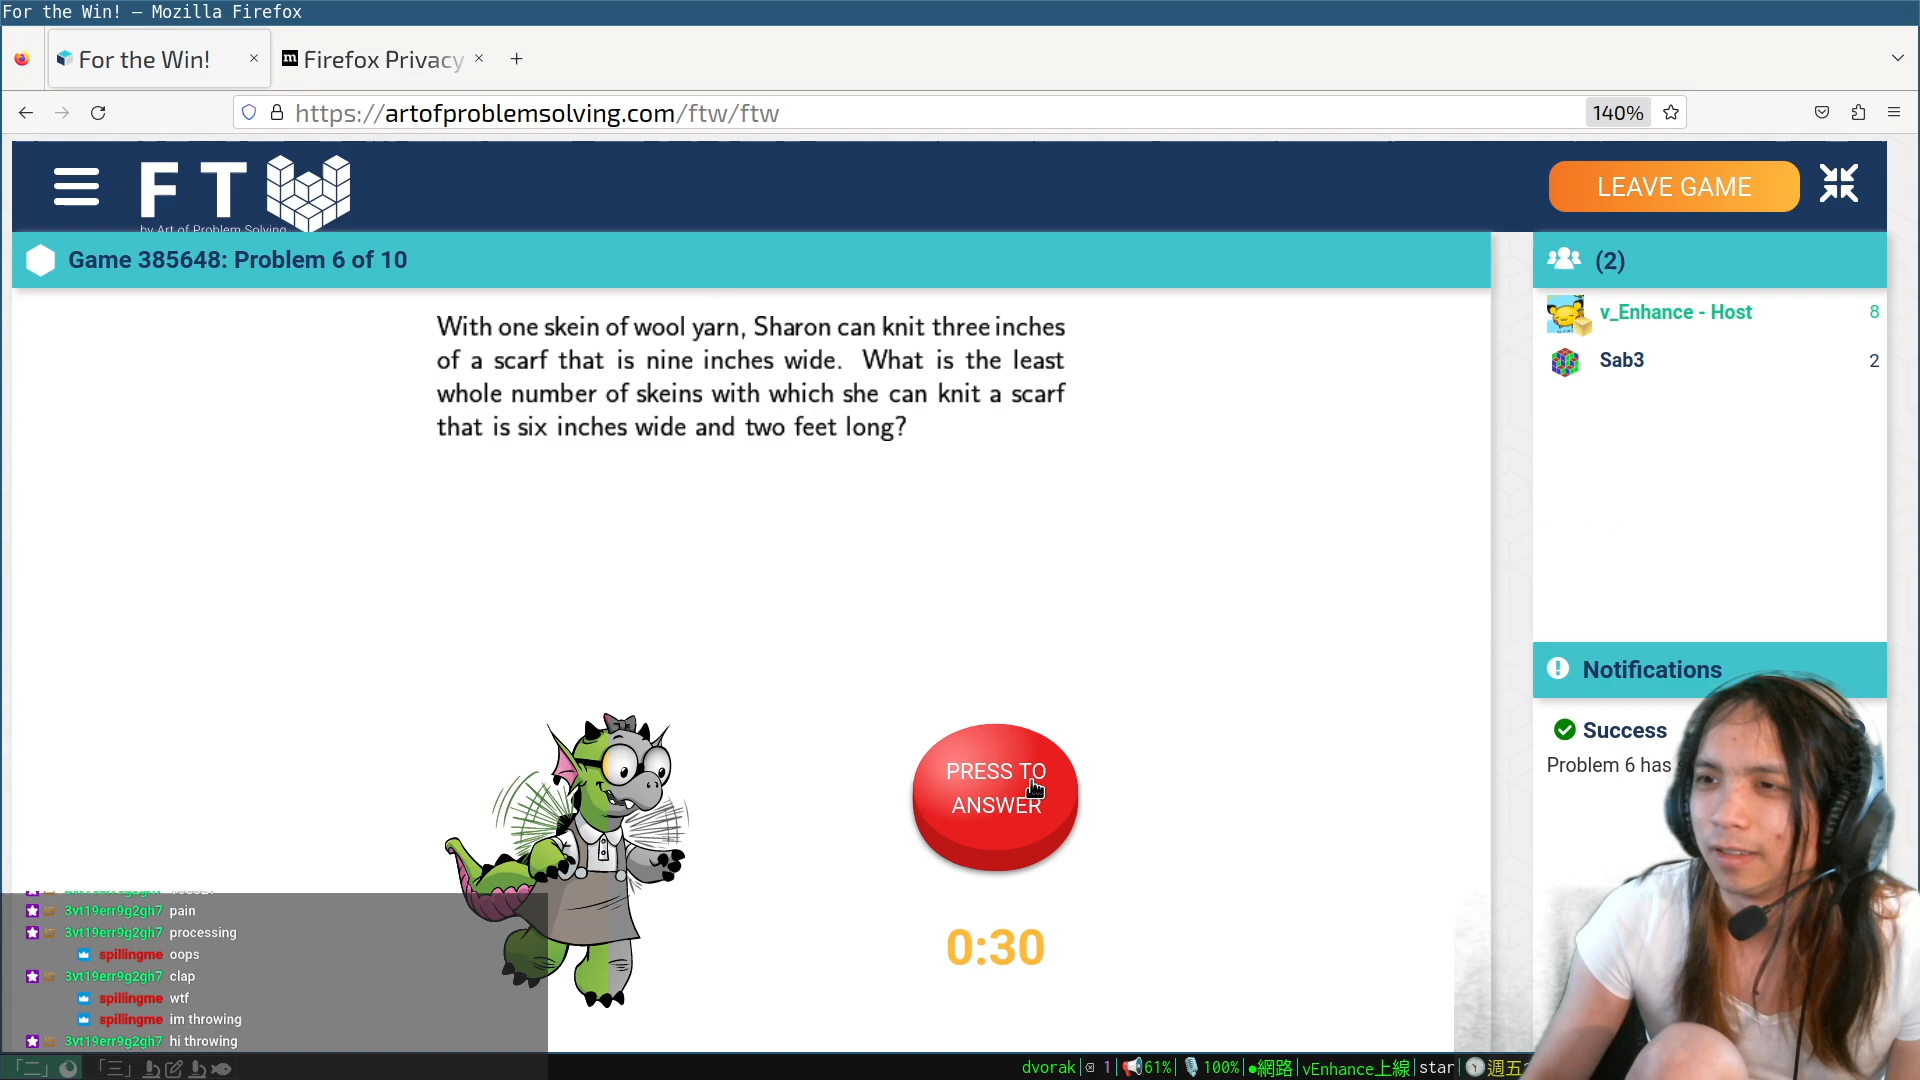 For the Win! — Mozilla Firefox
For the Win!
Firefox Privacy
https://artofproblemsolving.com/ftw/ftw
140%
F T W
by Art of Problem Solving
LEAVE GAME
Game 385648: Problem 6 of 10
(2)
With one skein of wool yarn, Sharon can knit three inches
of a scarf that is nine inches wide. What is the least
whole number of skeins with which she can knit a scarf
that is six inches wide and two feet long?
v_Enhance - Host 8
Sab3 2
Notifications
Success
Problem 6 has
PRESS TO
ANSWER
0:30
3vt19err9g2gh7 pain
3vt19err9g2gh7 processing
spillingme oops
3vt19err9g2gh7 clap
spillingme wtf
spillingme im throwing
3vt19err9g2gh7 hi throwing
「二」 「三」
dvorak| 1 |61%|100%|●網路|vEnhance上線|star|週五